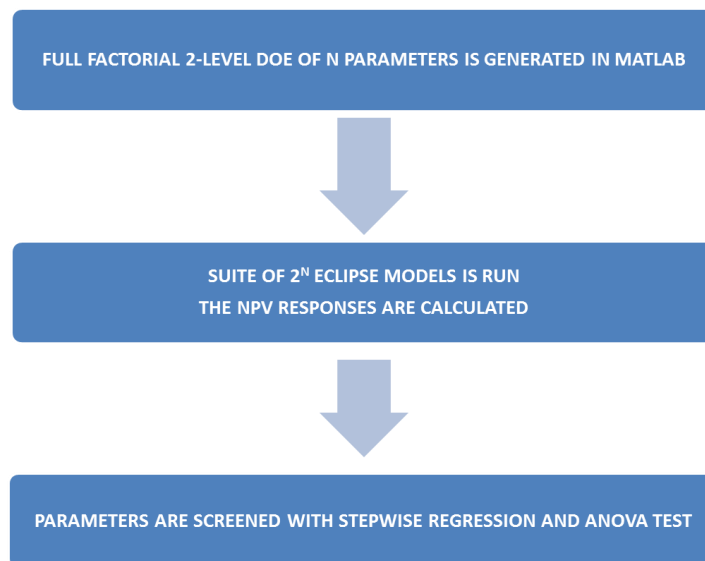 FULL FACTORIAL 2-LEVEL DOE OF N PARAMETERS IS GENERATED IN MATLAB
SUITE OF 2ᴺ ECLIPSE MODELS IS RUN
THE NPV RESPONSES ARE CALCULATED
PARAMETERS ARE SCREENED WITH STEPWISE REGRESSION AND ANOVA TEST